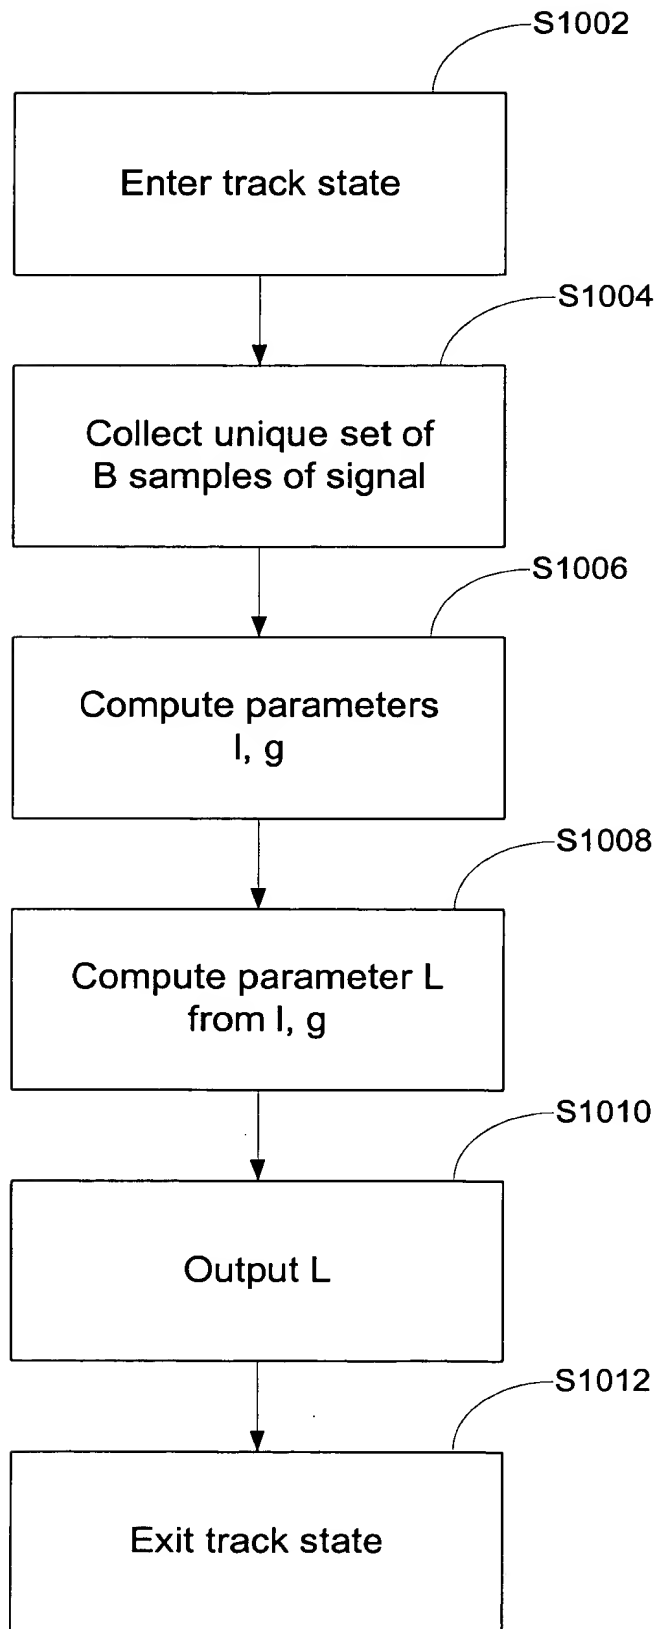 S1002
Enter track state
S1004
Collect unique set of
B samples of signal
S1006
Compute parameters
l, g
S1008
Compute parameter L
from l, g
S1010
Output L
S1012
Exit track state